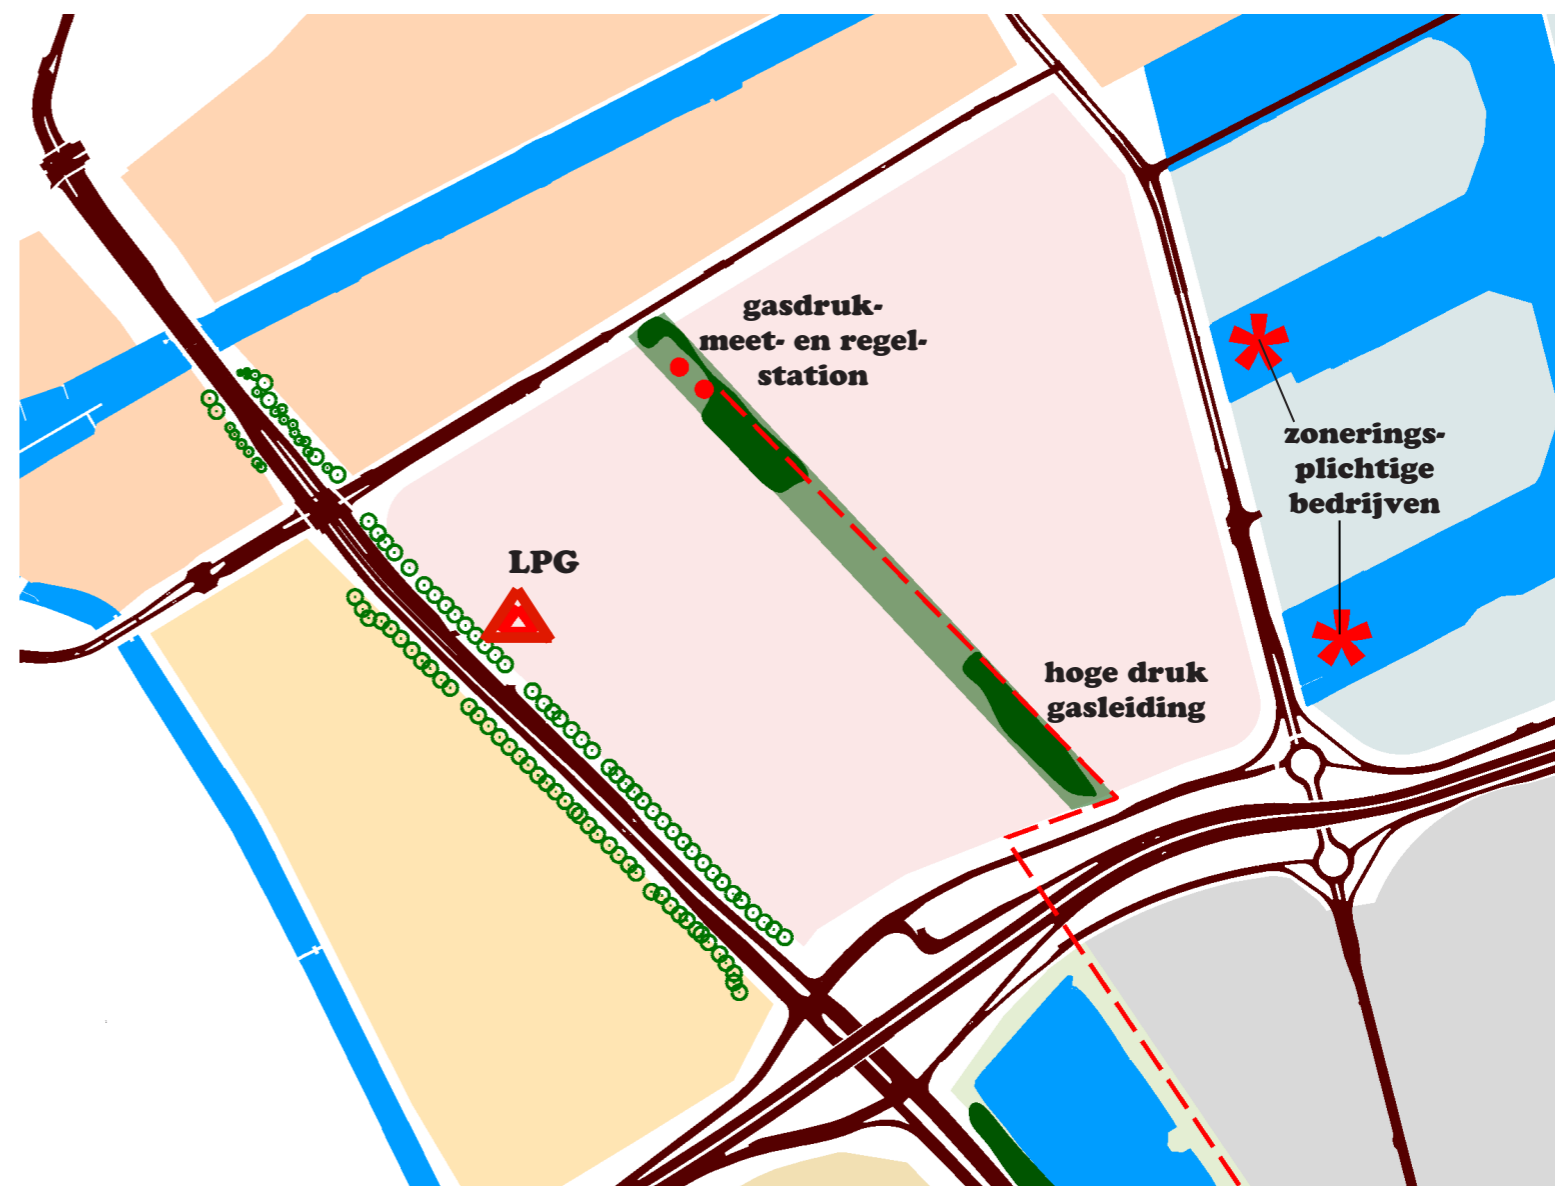 gasdruk-
meet- en regel-
station
zonerings-
plichtige
bedrijven
LPG
hoge druk
gasleiding